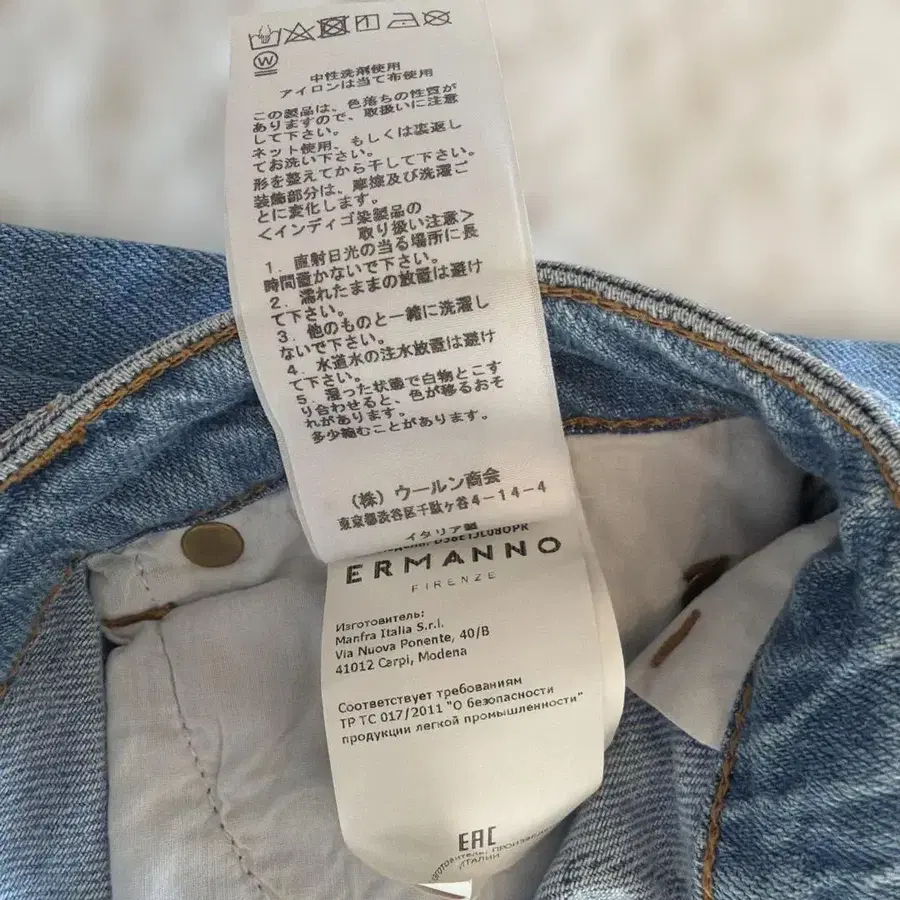 W
中性洗剤使用
アイロンは当て布使用
この製品は、色落ちの性質が
ありますので、取扱いに注意
して下さい。
ネット使用、もしくは裏返し
てお洗い下さい。
形を整えてから干して下さい。
装飾部分は、摩擦及び洗濯ご
とに変化します。
<インディゴ染製品の
取り扱い注意>
1．直射日光の当る場所に長
時間置かないで下さい。
2．濡れたままの放置は避け
て下さい。
3．他のものと一緒に洗濯し
ないで下さい。
4．水道水の注水放置は避け
て下さい。
5．湿った状態で白物とこす
り合わせると、色が移るおそ
れがあります。
多少縮むことがあります。
(株) ウールン商会
東京都渋谷区千駄ヶ谷4-14-4
イタリア製
ERMANNO
FIRENZE
Изготовитель:
Manfra Italia S.r.l.
Via Nuova Ponente, 40/B
41012 Carpi, Modena
Соответствует требованиям
ТР ТС 017/2011 "О безопасности
продукции легкой промышленности"
EAC